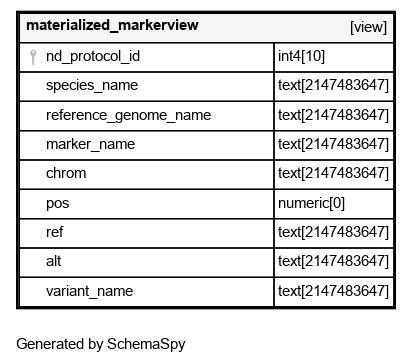 materialized_markerview [view]
nd_protocol_id int4[10]
species_name text[2147483647]
reference_genome_name text[2147483647]
marker_name text[2147483647]
chrom text[2147483647]
pos numeric[0]
ref text[2147483647]
alt text[2147483647]
variant_name text[2147483647]
Generated by SchemaSpy